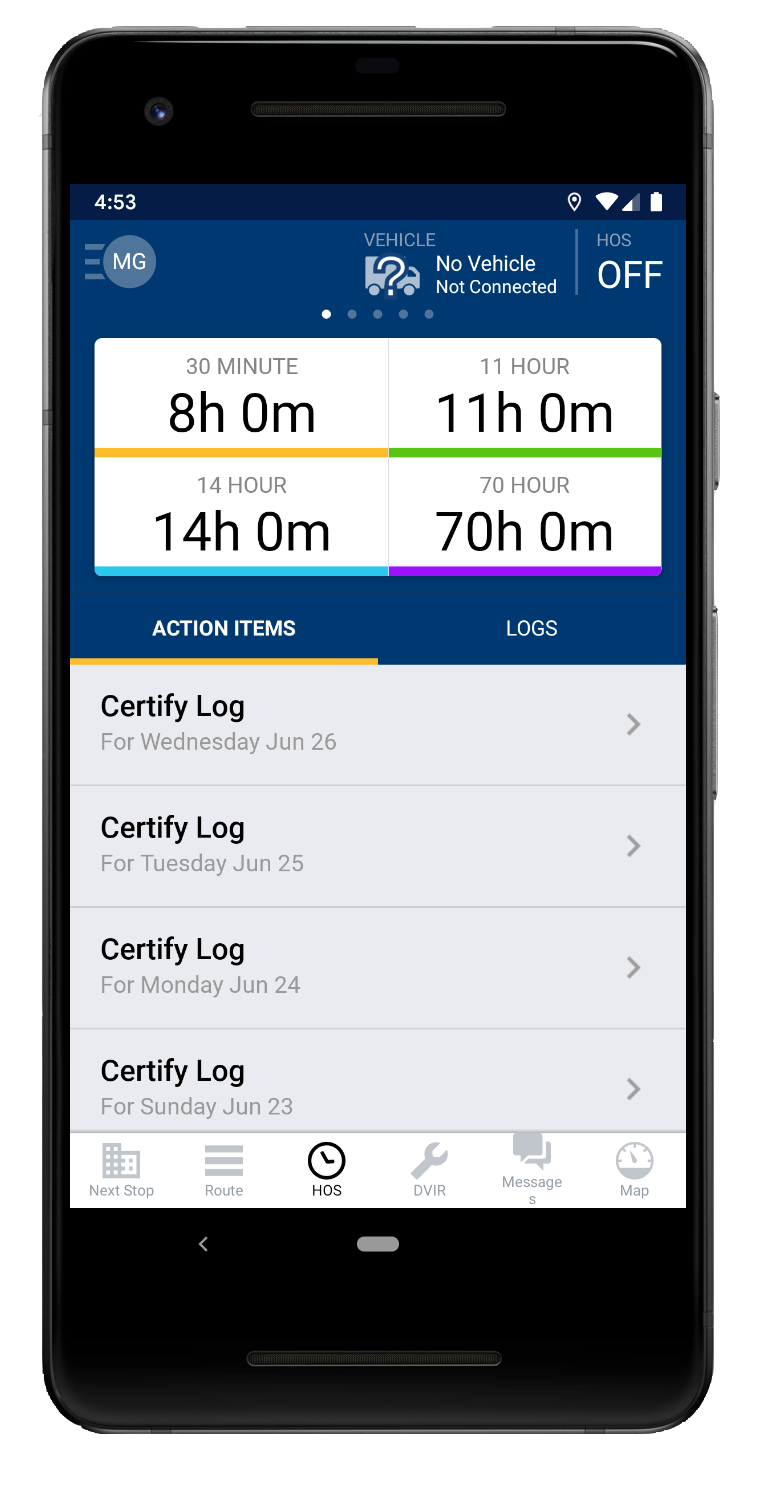 4:53
MG
VEHICLE
No Vehicle
Not Connected
HOS
OFF
30 MINUTE
8h 0m
11 HOUR
11h 0m
14 HOUR
14h 0m
70 HOUR
70h 0m
ACTION ITEMS
LOGS
Certify Log
For Wednesday Jun 26
Certify Log
For Tuesday Jun 25
Certify Log
For Monday Jun 24
Certify Log
For Sunday Jun 23
Next Stop
Route
HOS
DVIR
Message
s
Map